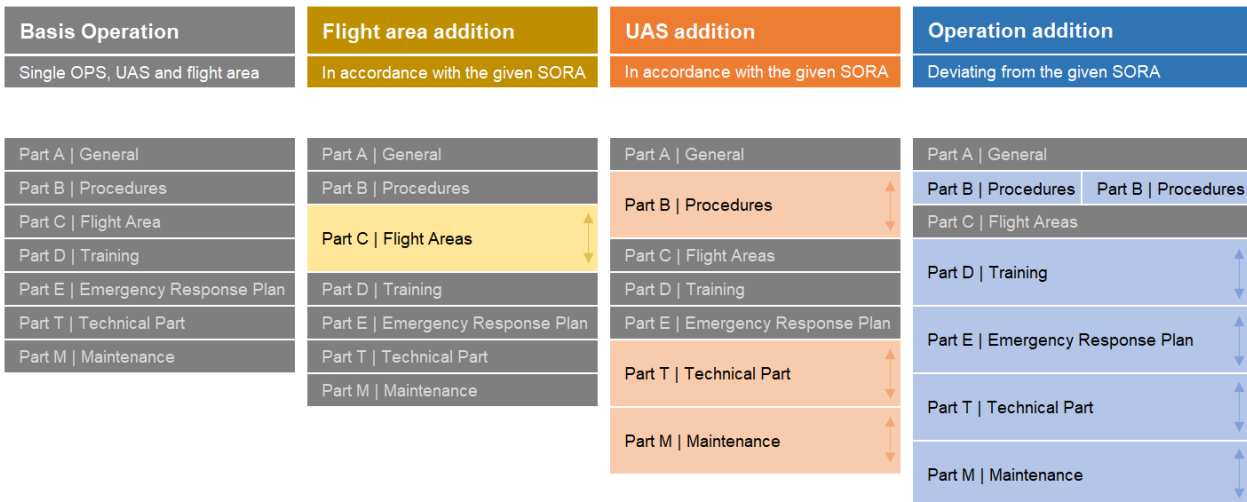 Basis Operation
Single OPS, UAS and flight area
Part A | General
Part B | Procedures
Part C | Flight Area
Part D | Training
Part E | Emergency Response Plan
Part T | Technical Part
Part M | Maintenance
Flight area addition
In accordance with the given SORA
Part A | General
Part B | Procedures
Part C | Flight Areas
Part D | Training
Part E | Emergency Response Plan
Part T | Technical Part
Part M | Maintenance
UAS addition
In accordance with the given SORA
Part A | General
Part B | Procedures
Part C | Flight Areas
Part D | Training
Part E | Emergency Response Plan
Part T | Technical Part
Part M | Maintenance
Operation addition
Deviating from the given SORA
Part A | General
Part B | Procedures
Part B | Procedures
Part C | Flight Areas
Part D | Training
Part E | Emergency Response Plan
Part T | Technical Part
Part M | Maintenance